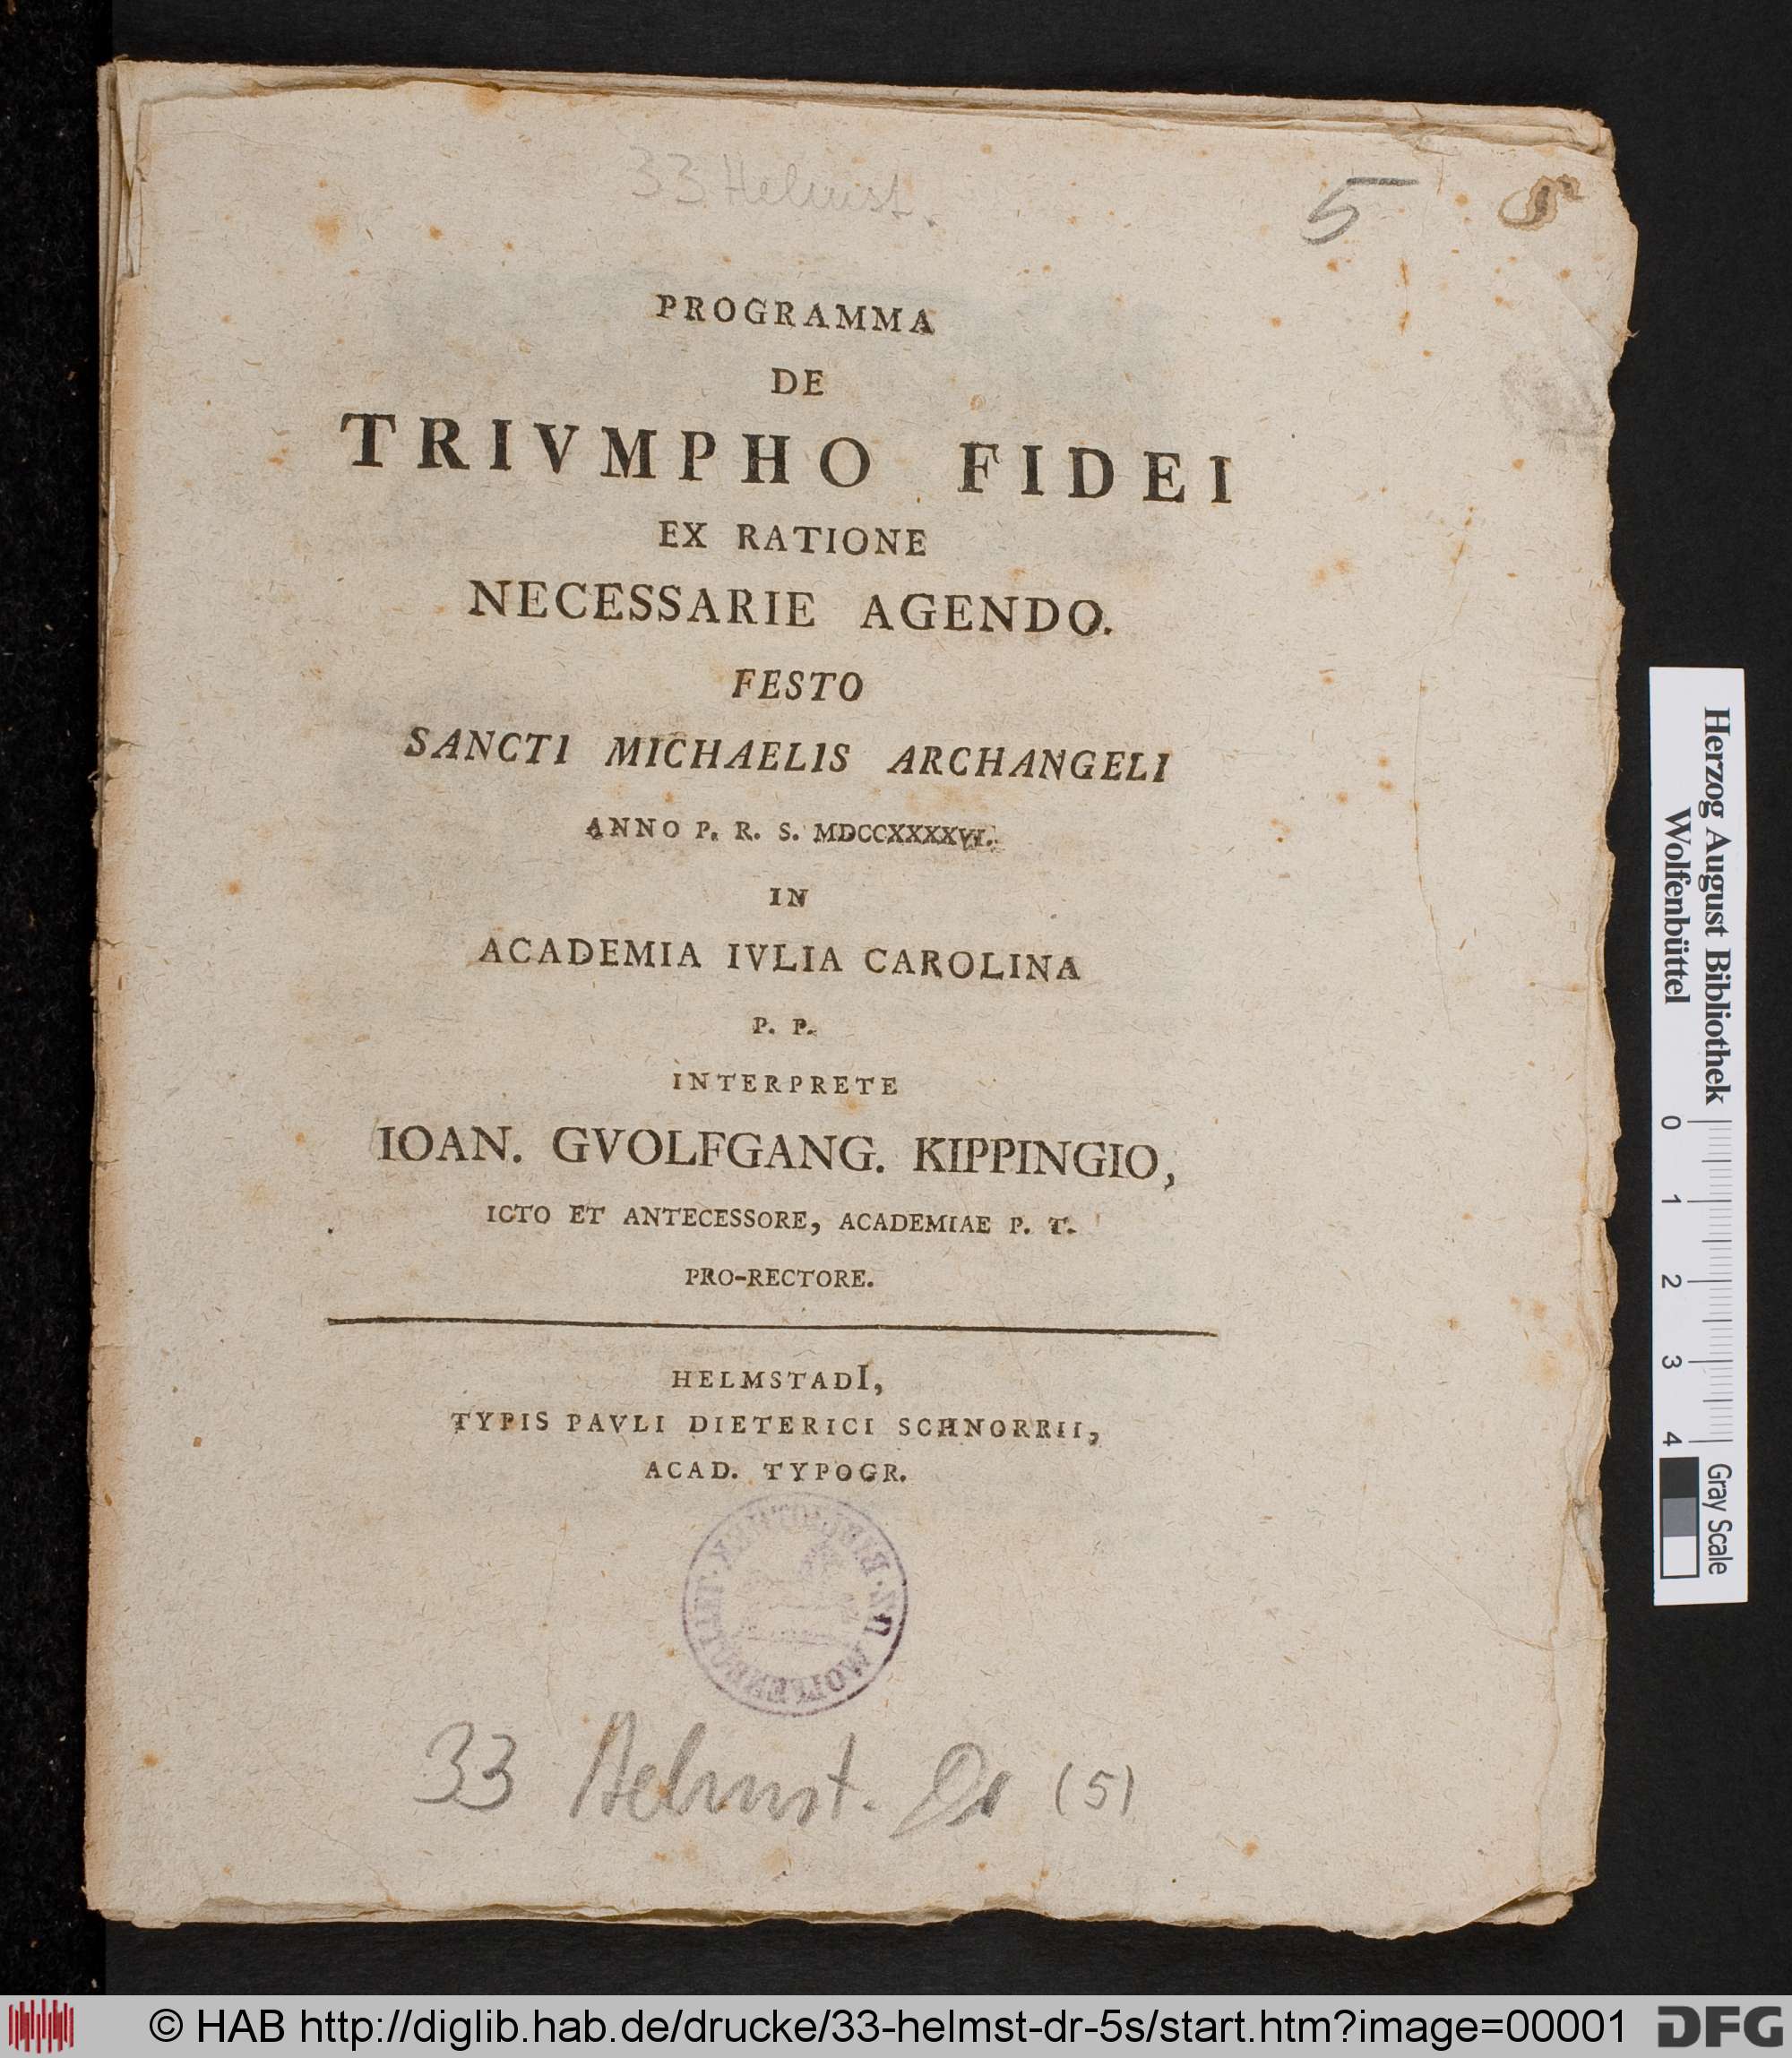 33 Helmst.
5
PROGRAMMA
DE
TRIVMPHO FIDEI
EX RATIONE
NECESSARIE AGENDO.
FESTO
SANCTI MICHAELIS ARCHANGELI
ANNO P. R. S. MDCCXXXXVI.
IN
ACADEMIA IVLIA CAROLINA
P. P.
INTERPRETE
IOAN. GVOLFGANG. KIPPINGIO,
ICTO ET ANTECESSORE, ACADEMIAE P. T.
PRO-RECTORE.
HELMSTADI,
TYPIS PAVLI DIETERICI SCHNORRII,
ACAD. TYPOGR.
33 Helmst. Dr (5)
Herzog August Bibliothek
Wolfenbüttel
0 1 2 3 4
Gray Scale
© HAB http://diglib.hab.de/drucke/33-helmst-dr-5s/start.htm?image=00001
DFG